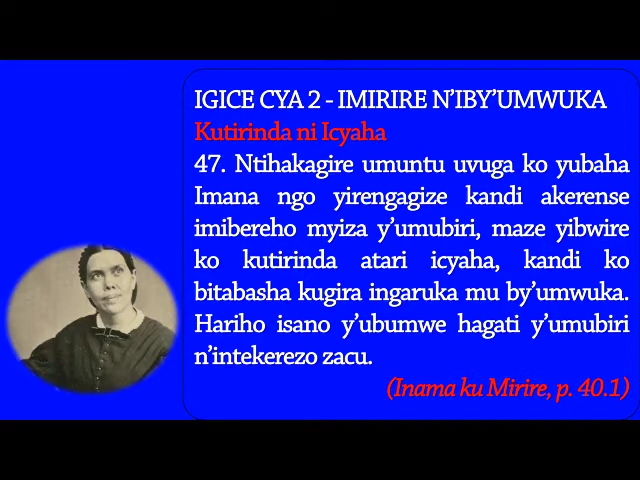 IGICE CYA 2 - IMIRIRE N’IBY’UMWUKA
Kutirinda ni Icyaha
47. Ntihakagire umuntu uvuga ko yubaha
Imana ngo yirengagize kandi akerense
imibereho myiza y’umubiri, maze yibwire
ko kutirinda atari icyaha, kandi ko
bitabasha kugira ingaruka mu by’umwuka.
Hariho isano y’ubumwe hagati y’umubiri
n’intekerezo zacu.
(Inama ku Mirire, p. 40.1)